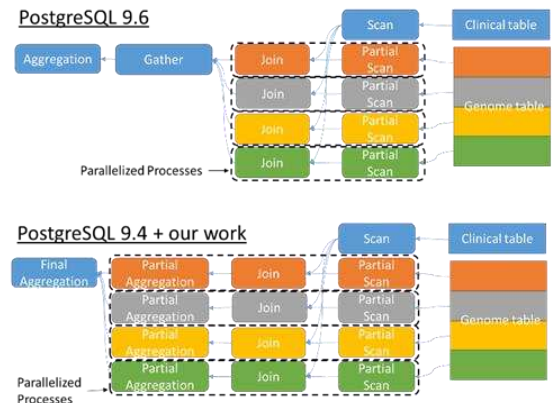 PostgreSQL 9.6
Scan
Clinical table
Aggregation
Gather
Join
Partial
Scan
Join
Partial
Scan
Join
Partial
Scan
Join
Partial
Scan
Genome table
Parallelized Processes
PostgreSQL 9.4 + our work
Scan
Clinical table
Final
Aggregation
Partial
Aggregation
Join
Partial
Scan
Partial
Aggregation
Join
Partial
Scan
Partial
Aggregation
Join
Partial
Scan
Partial
Aggregation
Join
Partial
Scan
Genome table
Parallelized
Processes